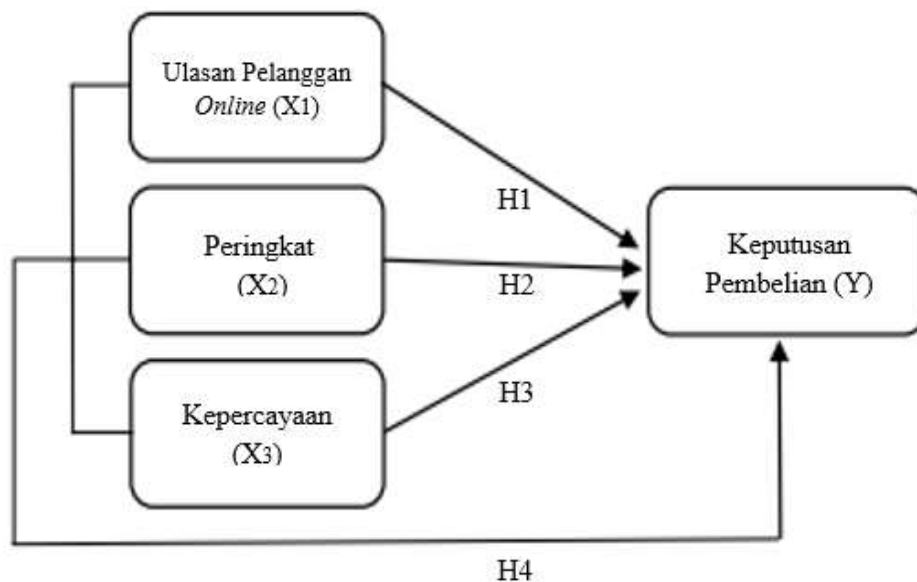 Ulasan Pelanggan
Online (X1)
H1
Peringkat
(X2)
Keputusan
Pembelian (Y)
H2
Kepercayaan
(X3)
H3
H4